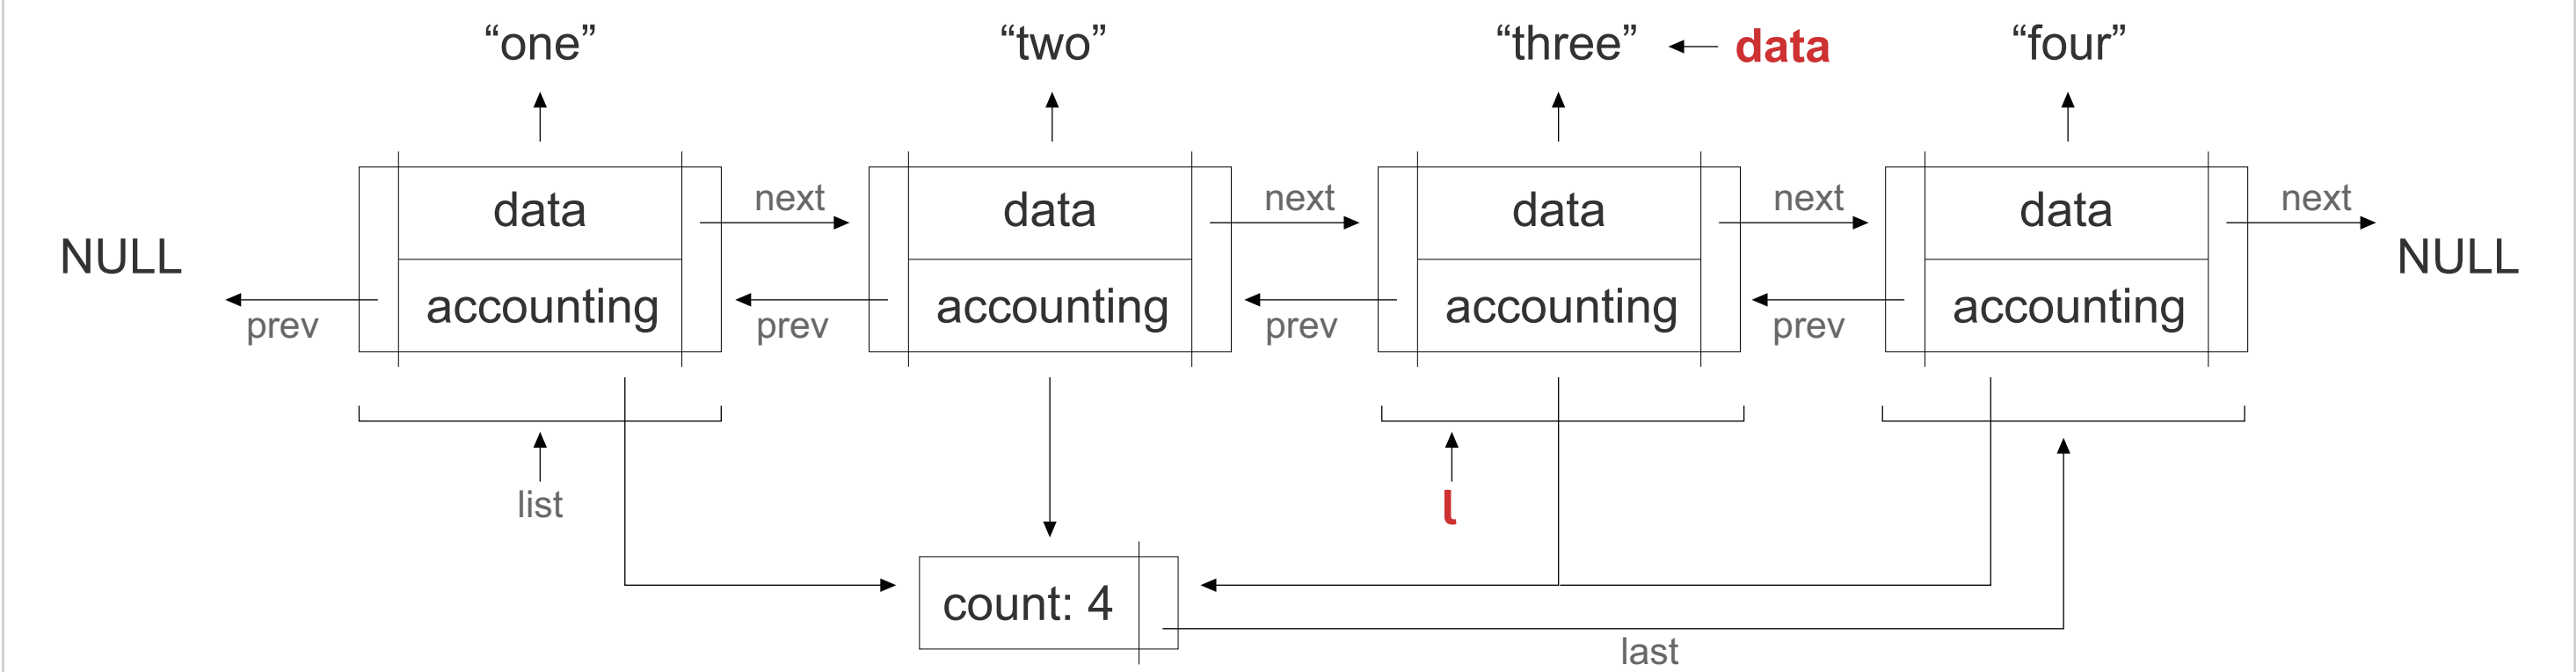 “one” “two” “three” data “four”
data next data next data next data next
NULL NULL
prev accounting prev accounting prev accounting prev accounting
list l
count: 4
last